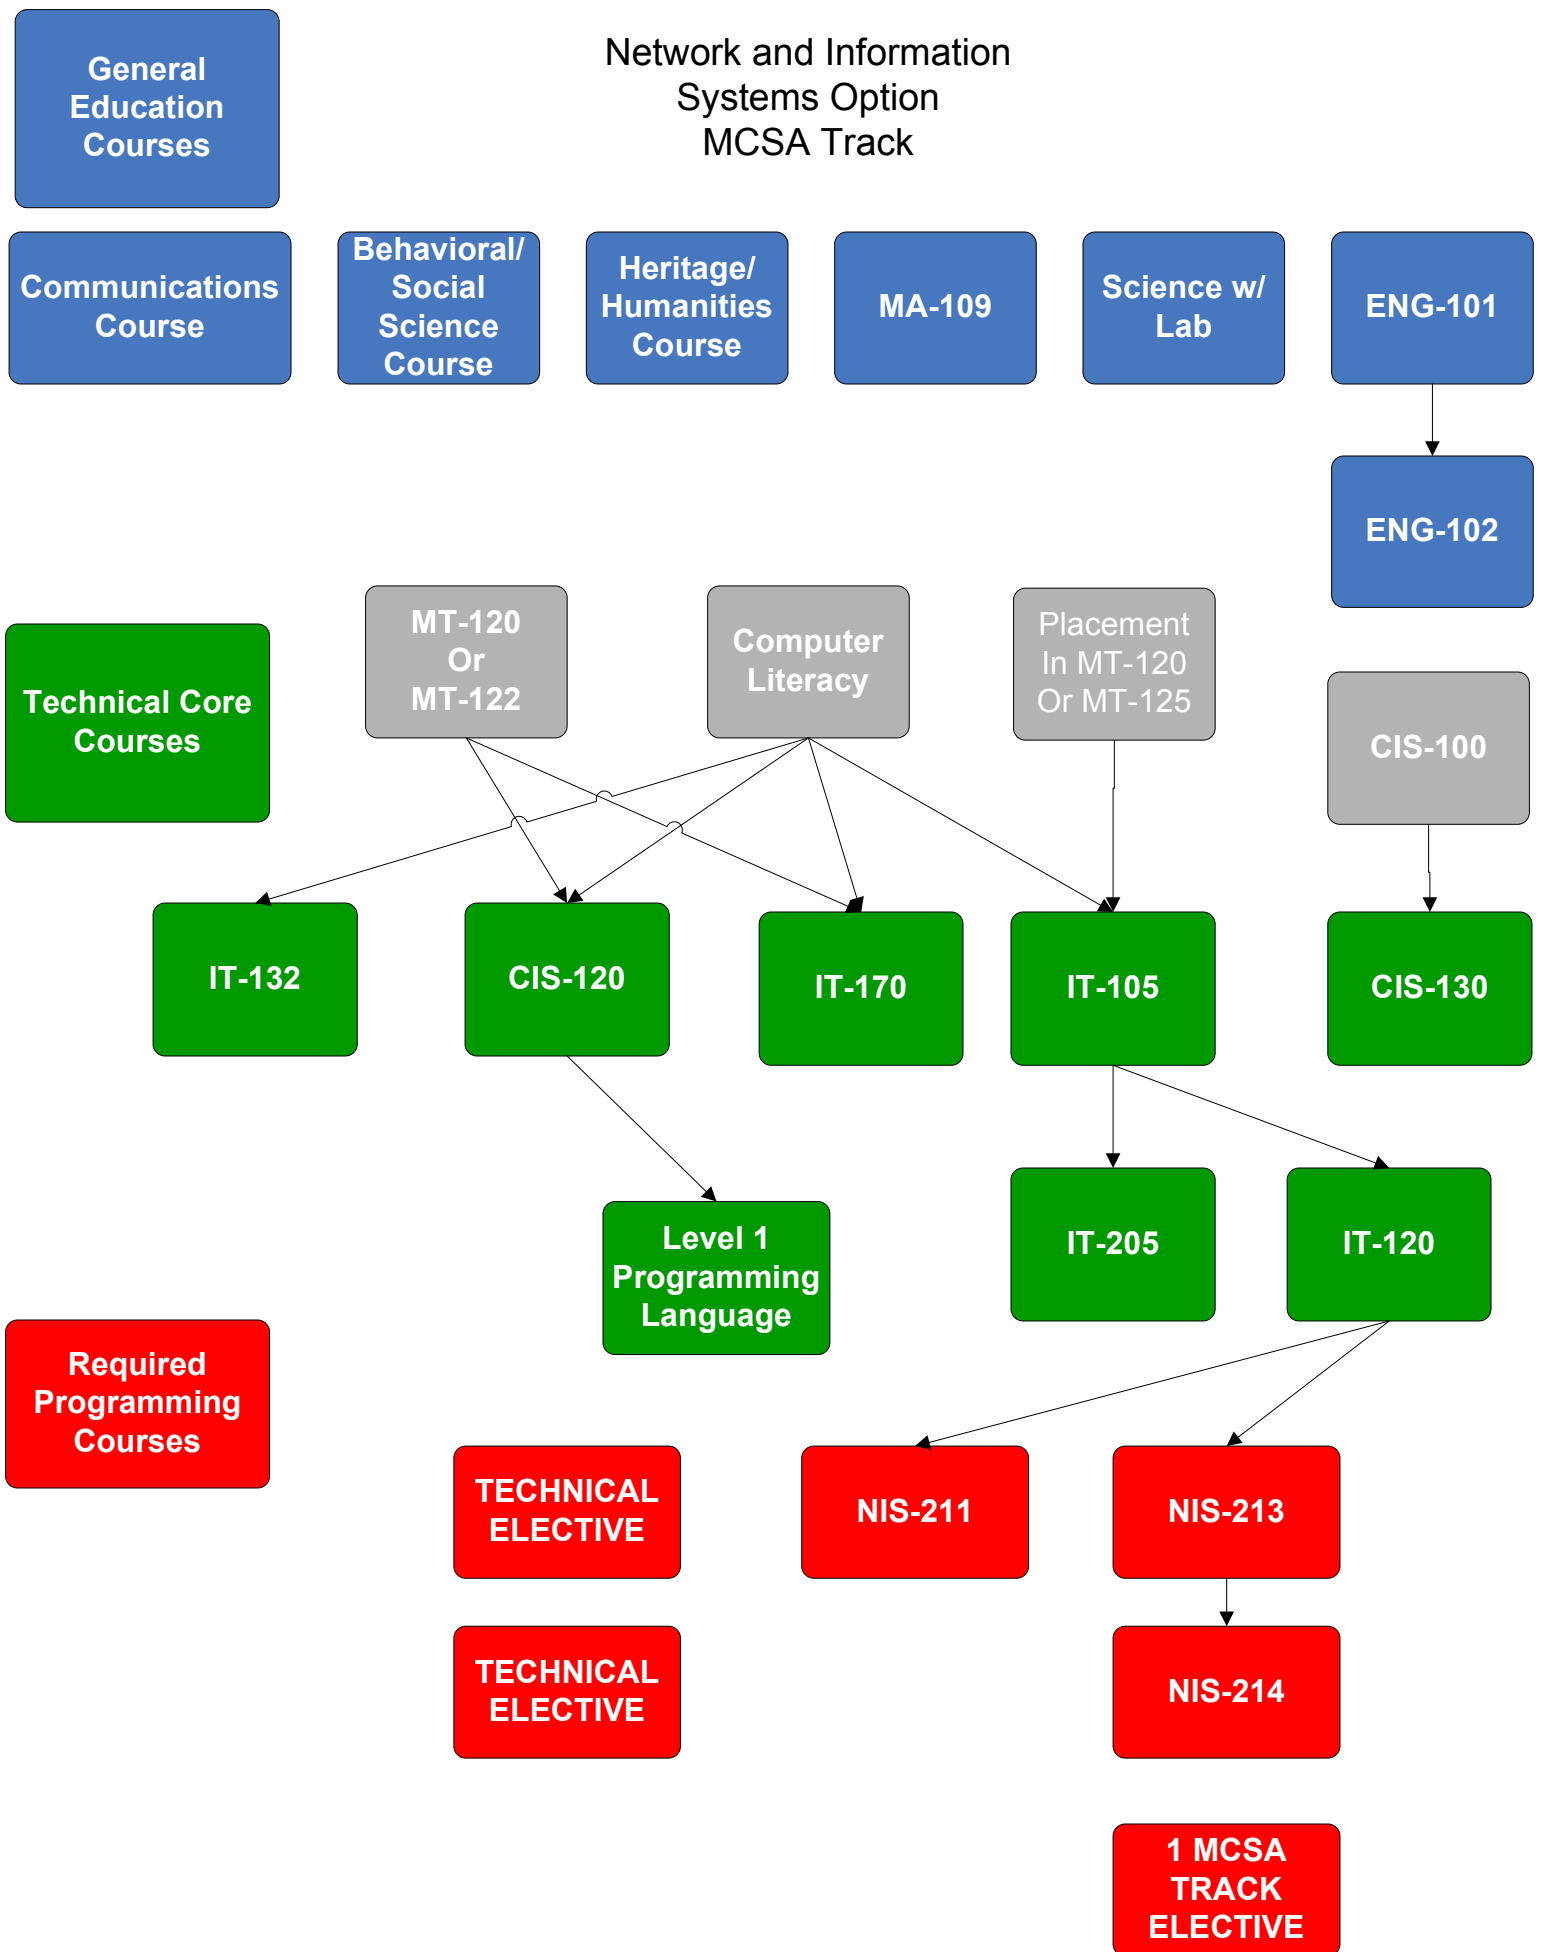 General
Education
Courses
Network and Information
Systems Option
MCSA Track
Communications
Course
Behavioral/
Social
Science
Course
Heritage/
Humanities
Course
MA-109
Science w/
Lab
ENG-101
ENG-102
Technical Core
Courses
MT-120
Or
MT-122
Computer
Literacy
Placement
In MT-120
Or MT-125
CIS-100
IT-132
CIS-120
IT-170
IT-105
CIS-130
Level 1
Programming
Language
IT-205
IT-120
Required
Programming
Courses
TECHNICAL
ELECTIVE
NIS-211
NIS-213
TECHNICAL
ELECTIVE
NIS-214
1 MCSA
TRACK
ELECTIVE